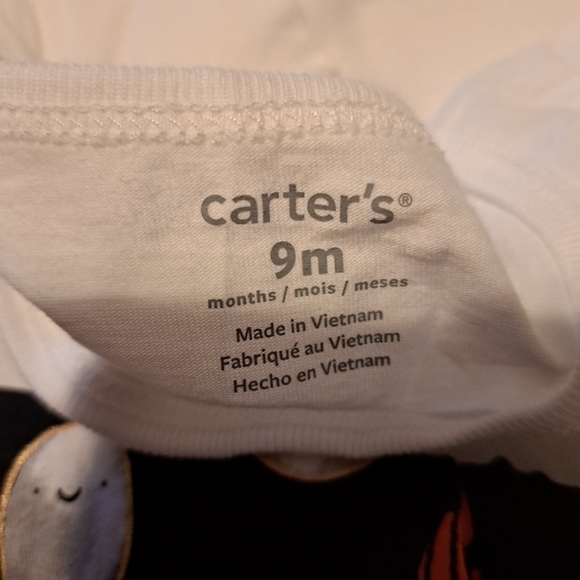 carter's®
9m
months / mois / meses
Made in Vietnam
Fabriqué au Vietnam
Hecho en Vietnam